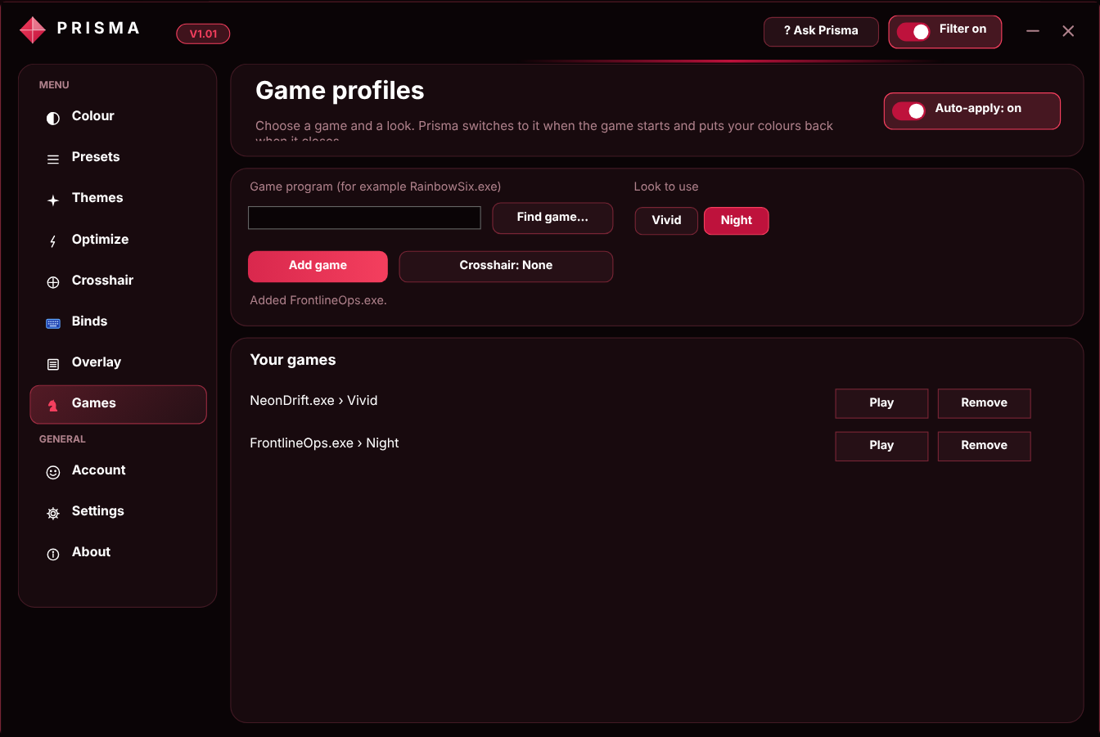 PRISMA
V1.01
? Ask Prisma
Filter on
MENU
Colour
Presets
Themes
Optimize
Crosshair
Binds
Overlay
Games
GENERAL
Account
Settings
About
Game profiles
Choose a game and a look. Prisma switches to it when the game starts and puts your colours back
when it closes.
Auto-apply: on
Game program (for example RainbowSix.exe)
Look to use
Find game...
Vivid
Night
Add game
Crosshair: None
Added FrontlineOps.exe.
Your games
NeonDrift.exe › Vivid
Play
Remove
FrontlineOps.exe › Night
Play
Remove